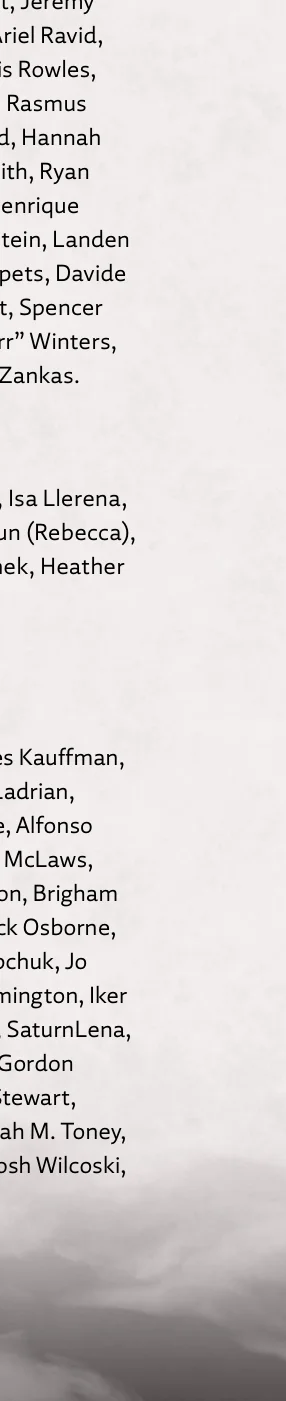 t, Jeremy
Ariel Ravid,
is Rowles,
Rasmus
d, Hannah
ith, Ryan
enrique
tein, Landen
pets, Davide
t, Spencer
rr” Winters,
Zankas.
, Isa Llerena,
un (Rebecca),
nek, Heather
es Kauffman,
Ladrian,
e, Alfonso
McLaws,
on, Brigham
ck Osborne,
pchuk, Jo
mington, Iker
, SaturnLena,
Gordon
Stewart,
ah M. Toney,
osh Wilcoski,